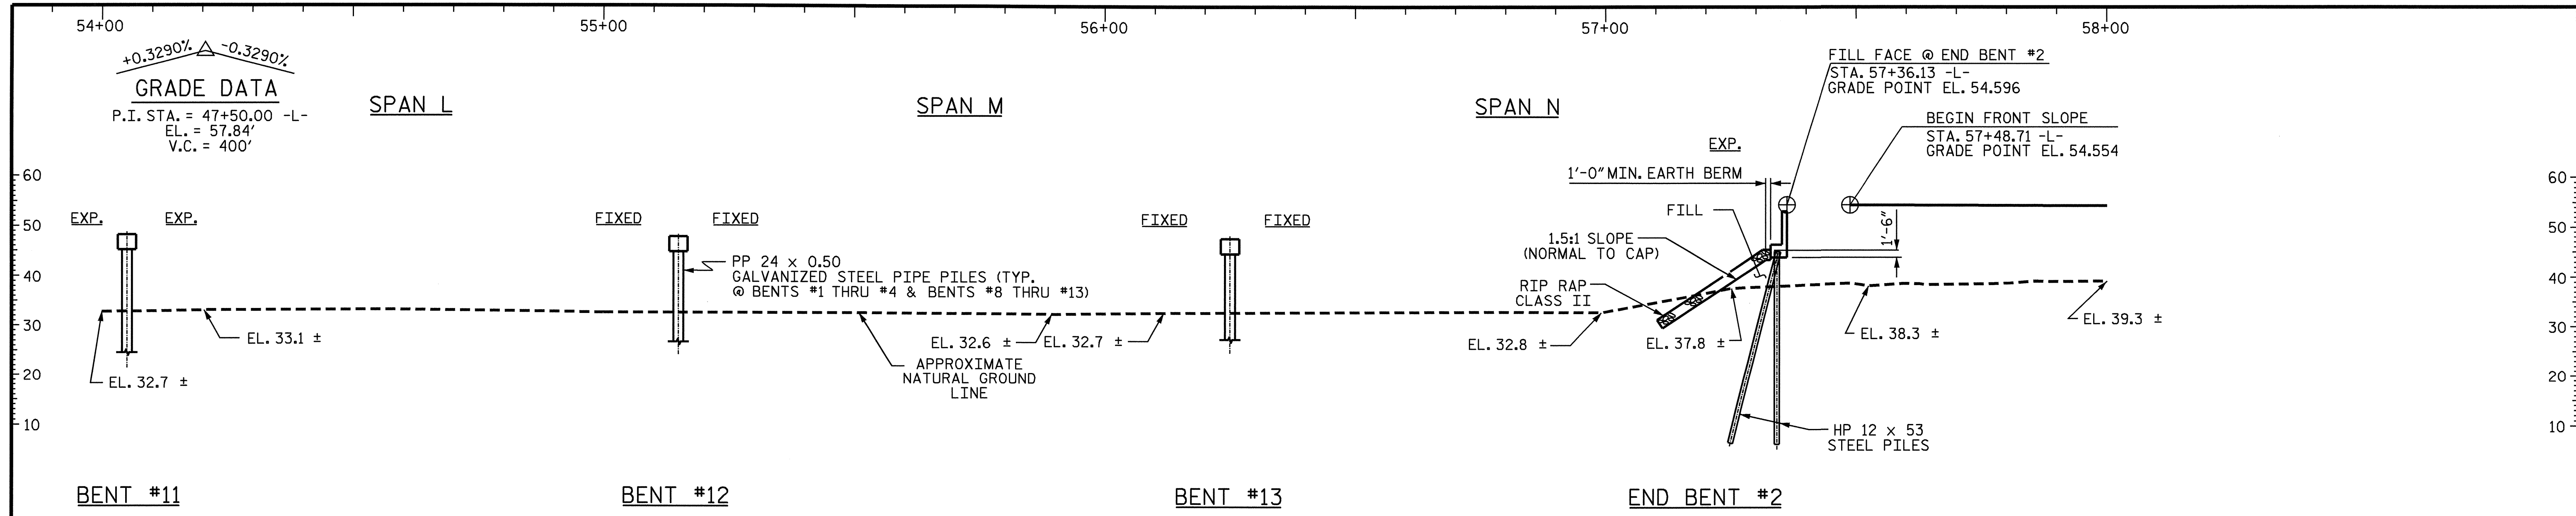 54+00
55+00
56+00
57+00
58+00
+0.3290%
-0.3290%
GRADE DATA
P.I. STA. = 47+50.00 -L-
EL. = 57.84'
V.C. = 400'
SPAN L
SPAN M
SPAN N
FILL FACE @ END BENT #2
STA. 57+36.13 -L-
GRADE POINT EL. 54.596
BEGIN FRONT SLOPE
STA. 57+48.71 -L-
GRADE POINT EL. 54.554
EXP.
1'-0" MIN. EARTH BERM
60
50
40
30
20
10
60
50
40
30
20
10
EXP.
EXP.
FIXED
FIXED
FIXED
FIXED
FILL
1'-6"
1.5:1 SLOPE
(NORMAL TO CAP)
PP 24 x 0.50
GALVANIZED STEEL PIPE PILES (TYP.
@ BENTS #1 THRU #4 & BENTS #8 THRU #13)
RIP RAP
CLASS II
EL. 33.1 ±
EL. 32.7 ±
EL. 32.6 ±
EL. 32.7 ±
APPROXIMATE
NATURAL GROUND
LINE
EL. 32.8 ±
EL. 37.8 ±
EL. 38.3 ±
EL. 39.3 ±
HP 12 x 53
STEEL PILES
BENT #11
BENT #12
BENT #13
END BENT #2